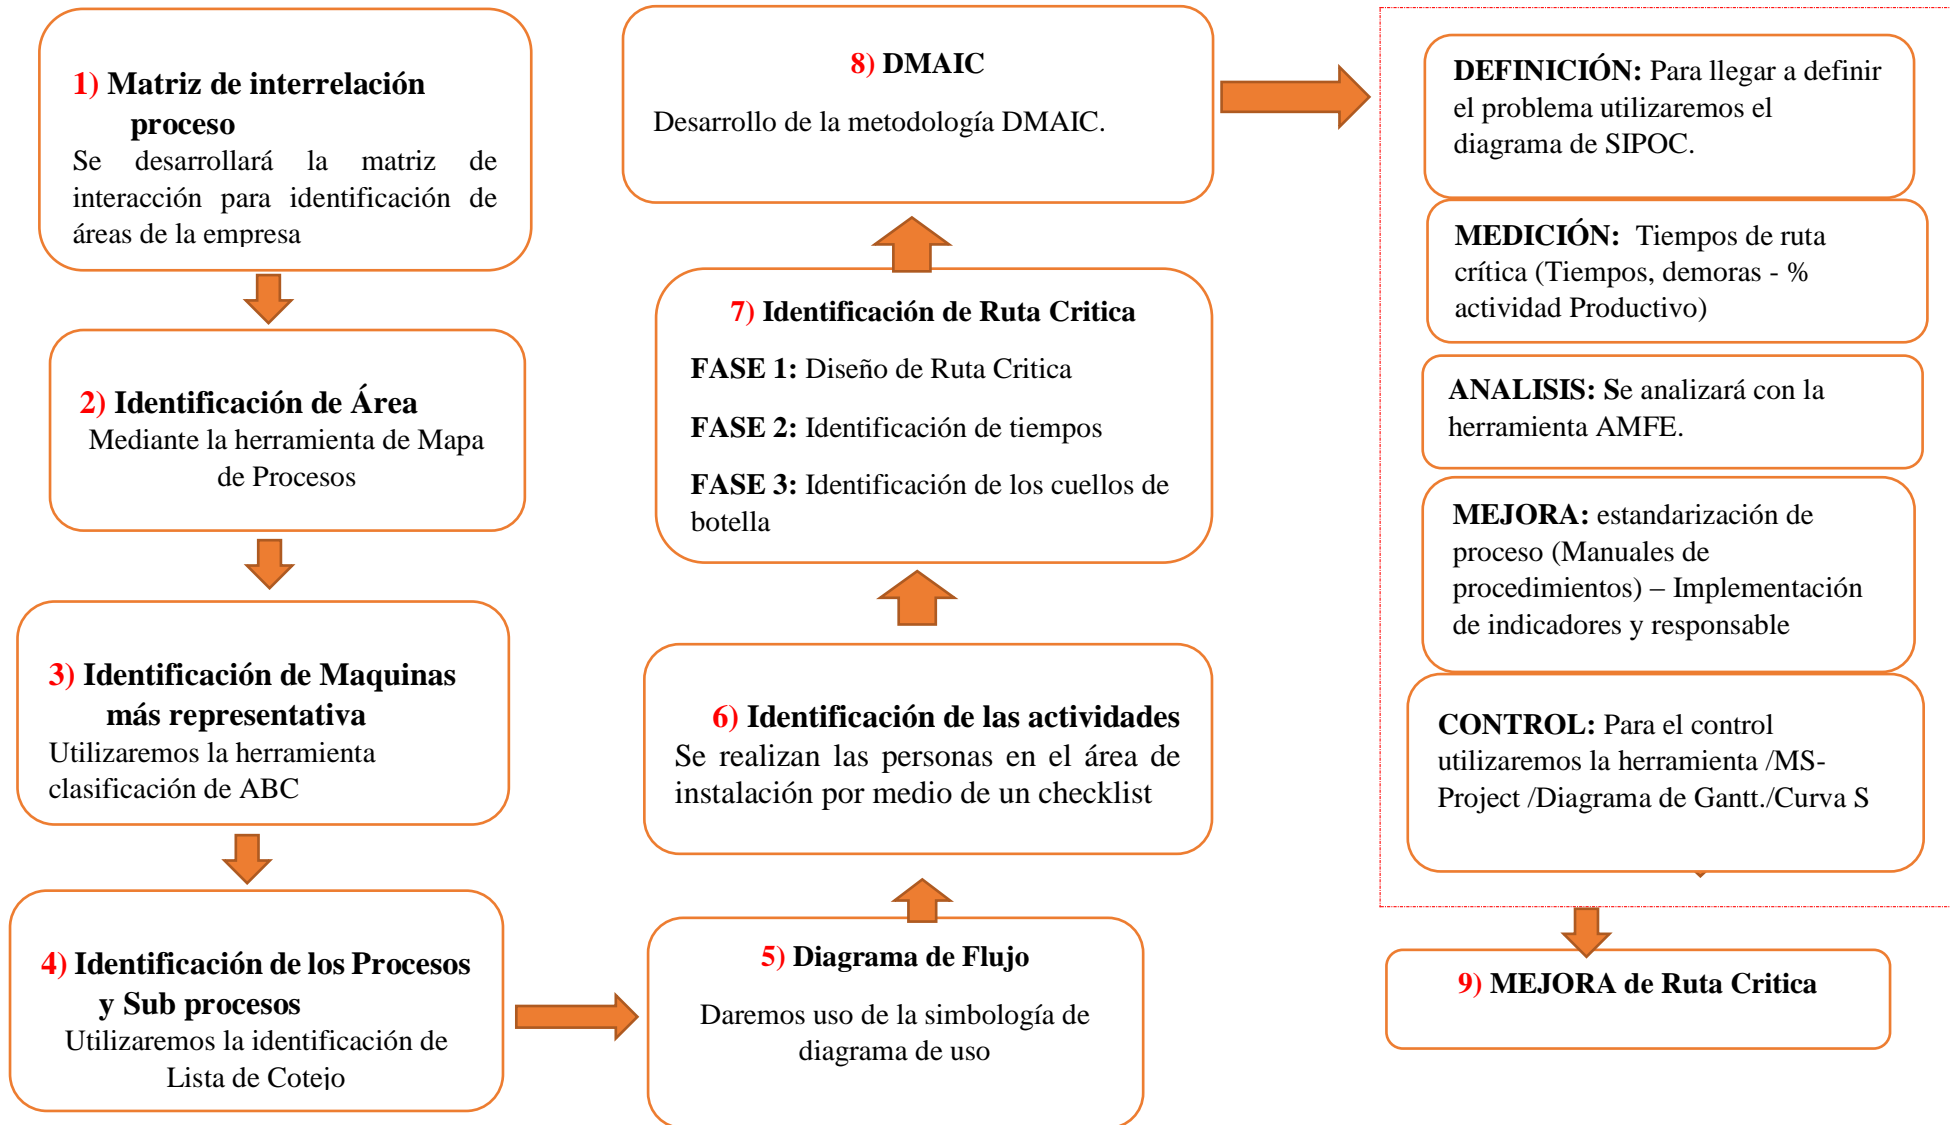 1) Matriz de interrelación
proceso
Se desarrollará la matriz de
interacción para identificación de
áreas de la empresa
2) Identificación de Área
Mediante la herramienta de Mapa
de Procesos
3) Identificación de Maquinas
más representativa
Utilizaremos la herramienta
clasificación de ABC
4) Identificación de los Procesos
y Sub procesos
Utilizaremos la identificación de
Lista de Cotejo
5) Diagrama de Flujo
Daremos uso de la simbología de
diagrama de uso
6) Identificación de las actividades
Se realizan las personas en el área de
instalación por medio de un checklist
7) Identificación de Ruta Critica
FASE 1: Diseño de Ruta Critica
FASE 2: Identificación de tiempos
FASE 3: Identificación de los cuellos de
botella
8) DMAIC
Desarrollo de la metodología DMAIC.
DEFINICIÓN: Para llegar a definir
el problema utilizaremos el
diagrama de SIPOC.
MEDICIÓN: Tiempos de ruta
crítica (Tiempos, demoras - %
actividad Productivo)
ANALISIS: Se analizará con la
herramienta AMFE.
MEJORA: estandarización de
proceso (Manuales de
procedimientos) – Implementación
de indicadores y responsable
CONTROL: Para el control
utilizaremos la herramienta /MS-
Project /Diagrama de Gantt./Curva S
9) MEJORA de Ruta Critica